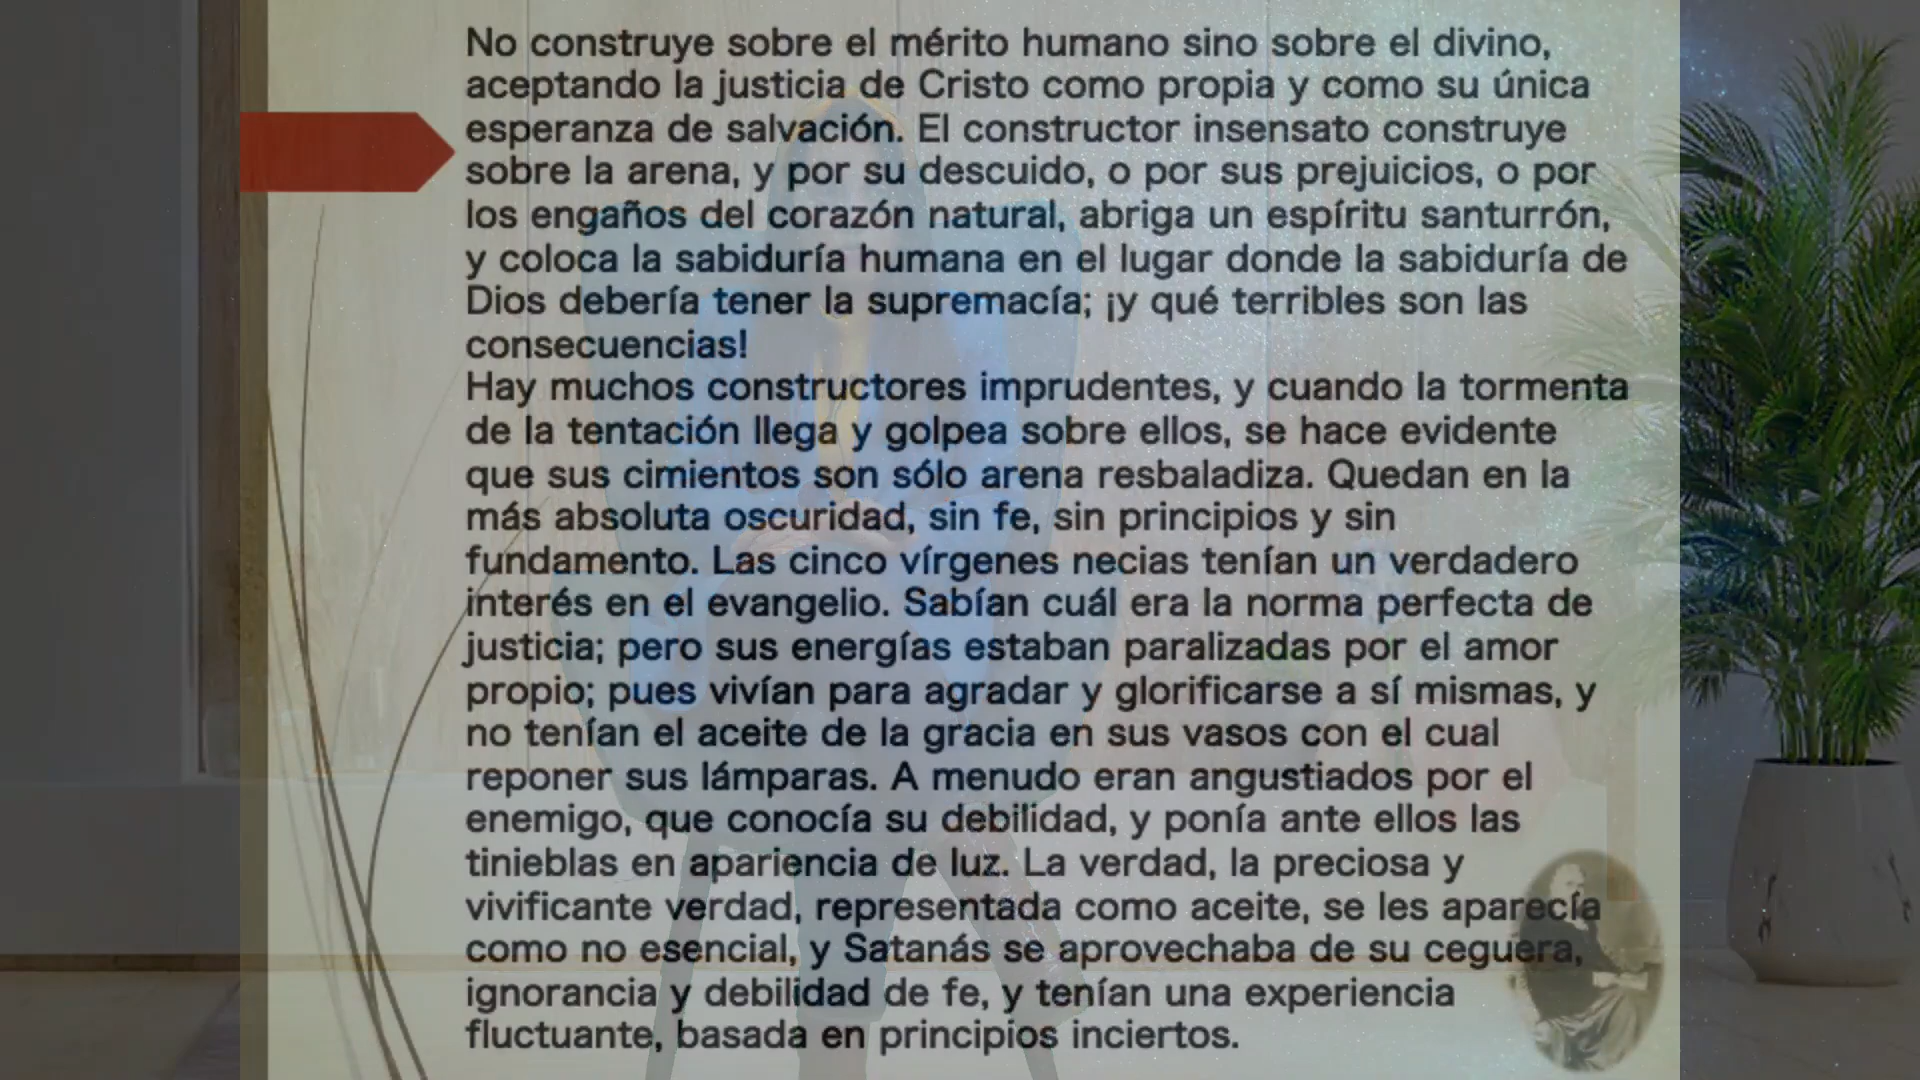 No construye sobre el mérito humano sino sobre el divino,
aceptando la justicia de Cristo como propia y como su única
esperanza de salvación. El constructor insensato construye
sobre la arena, y por su descuido, o por sus prejuicios, o por
los engaños del corazón natural, abriga un espíritu santurrón,
y coloca la sabiduría humana en el lugar donde la sabiduría de
Dios debería tener la supremacía; ¡y qué terribles son las
consecuencias!
Hay muchos constructores imprudentes, y cuando la tormenta
de la tentación llega y golpea sobre ellos, se hace evidente
que sus cimientos son sólo arena resbaladiza. Quedan en la
más absoluta oscuridad, sin fe, sin principios y sin
fundamento. Las cinco vírgenes necias tenían un verdadero
interés en el evangelio. Sabían cuál era la norma perfecta de
justicia; pero sus energías estaban paralizadas por el amor
propio; pues vivían para agradar y glorificarse a sí mismas, y
no tenían el aceite de la gracia en sus vasos con el cual
reponer sus lámparas. A menudo eran angustiados por el
enemigo, que conocía su debilidad, y ponía ante ellos las
tinieblas en apariencia de luz. La verdad, la preciosa y
vivificante verdad, representada como aceite, se les aparecía
como no esencial, y Satanás se aprovechaba de su ceguera,
ignorancia y debilidad de fe, y tenían una experiencia
fluctuante, basada en principios inciertos.